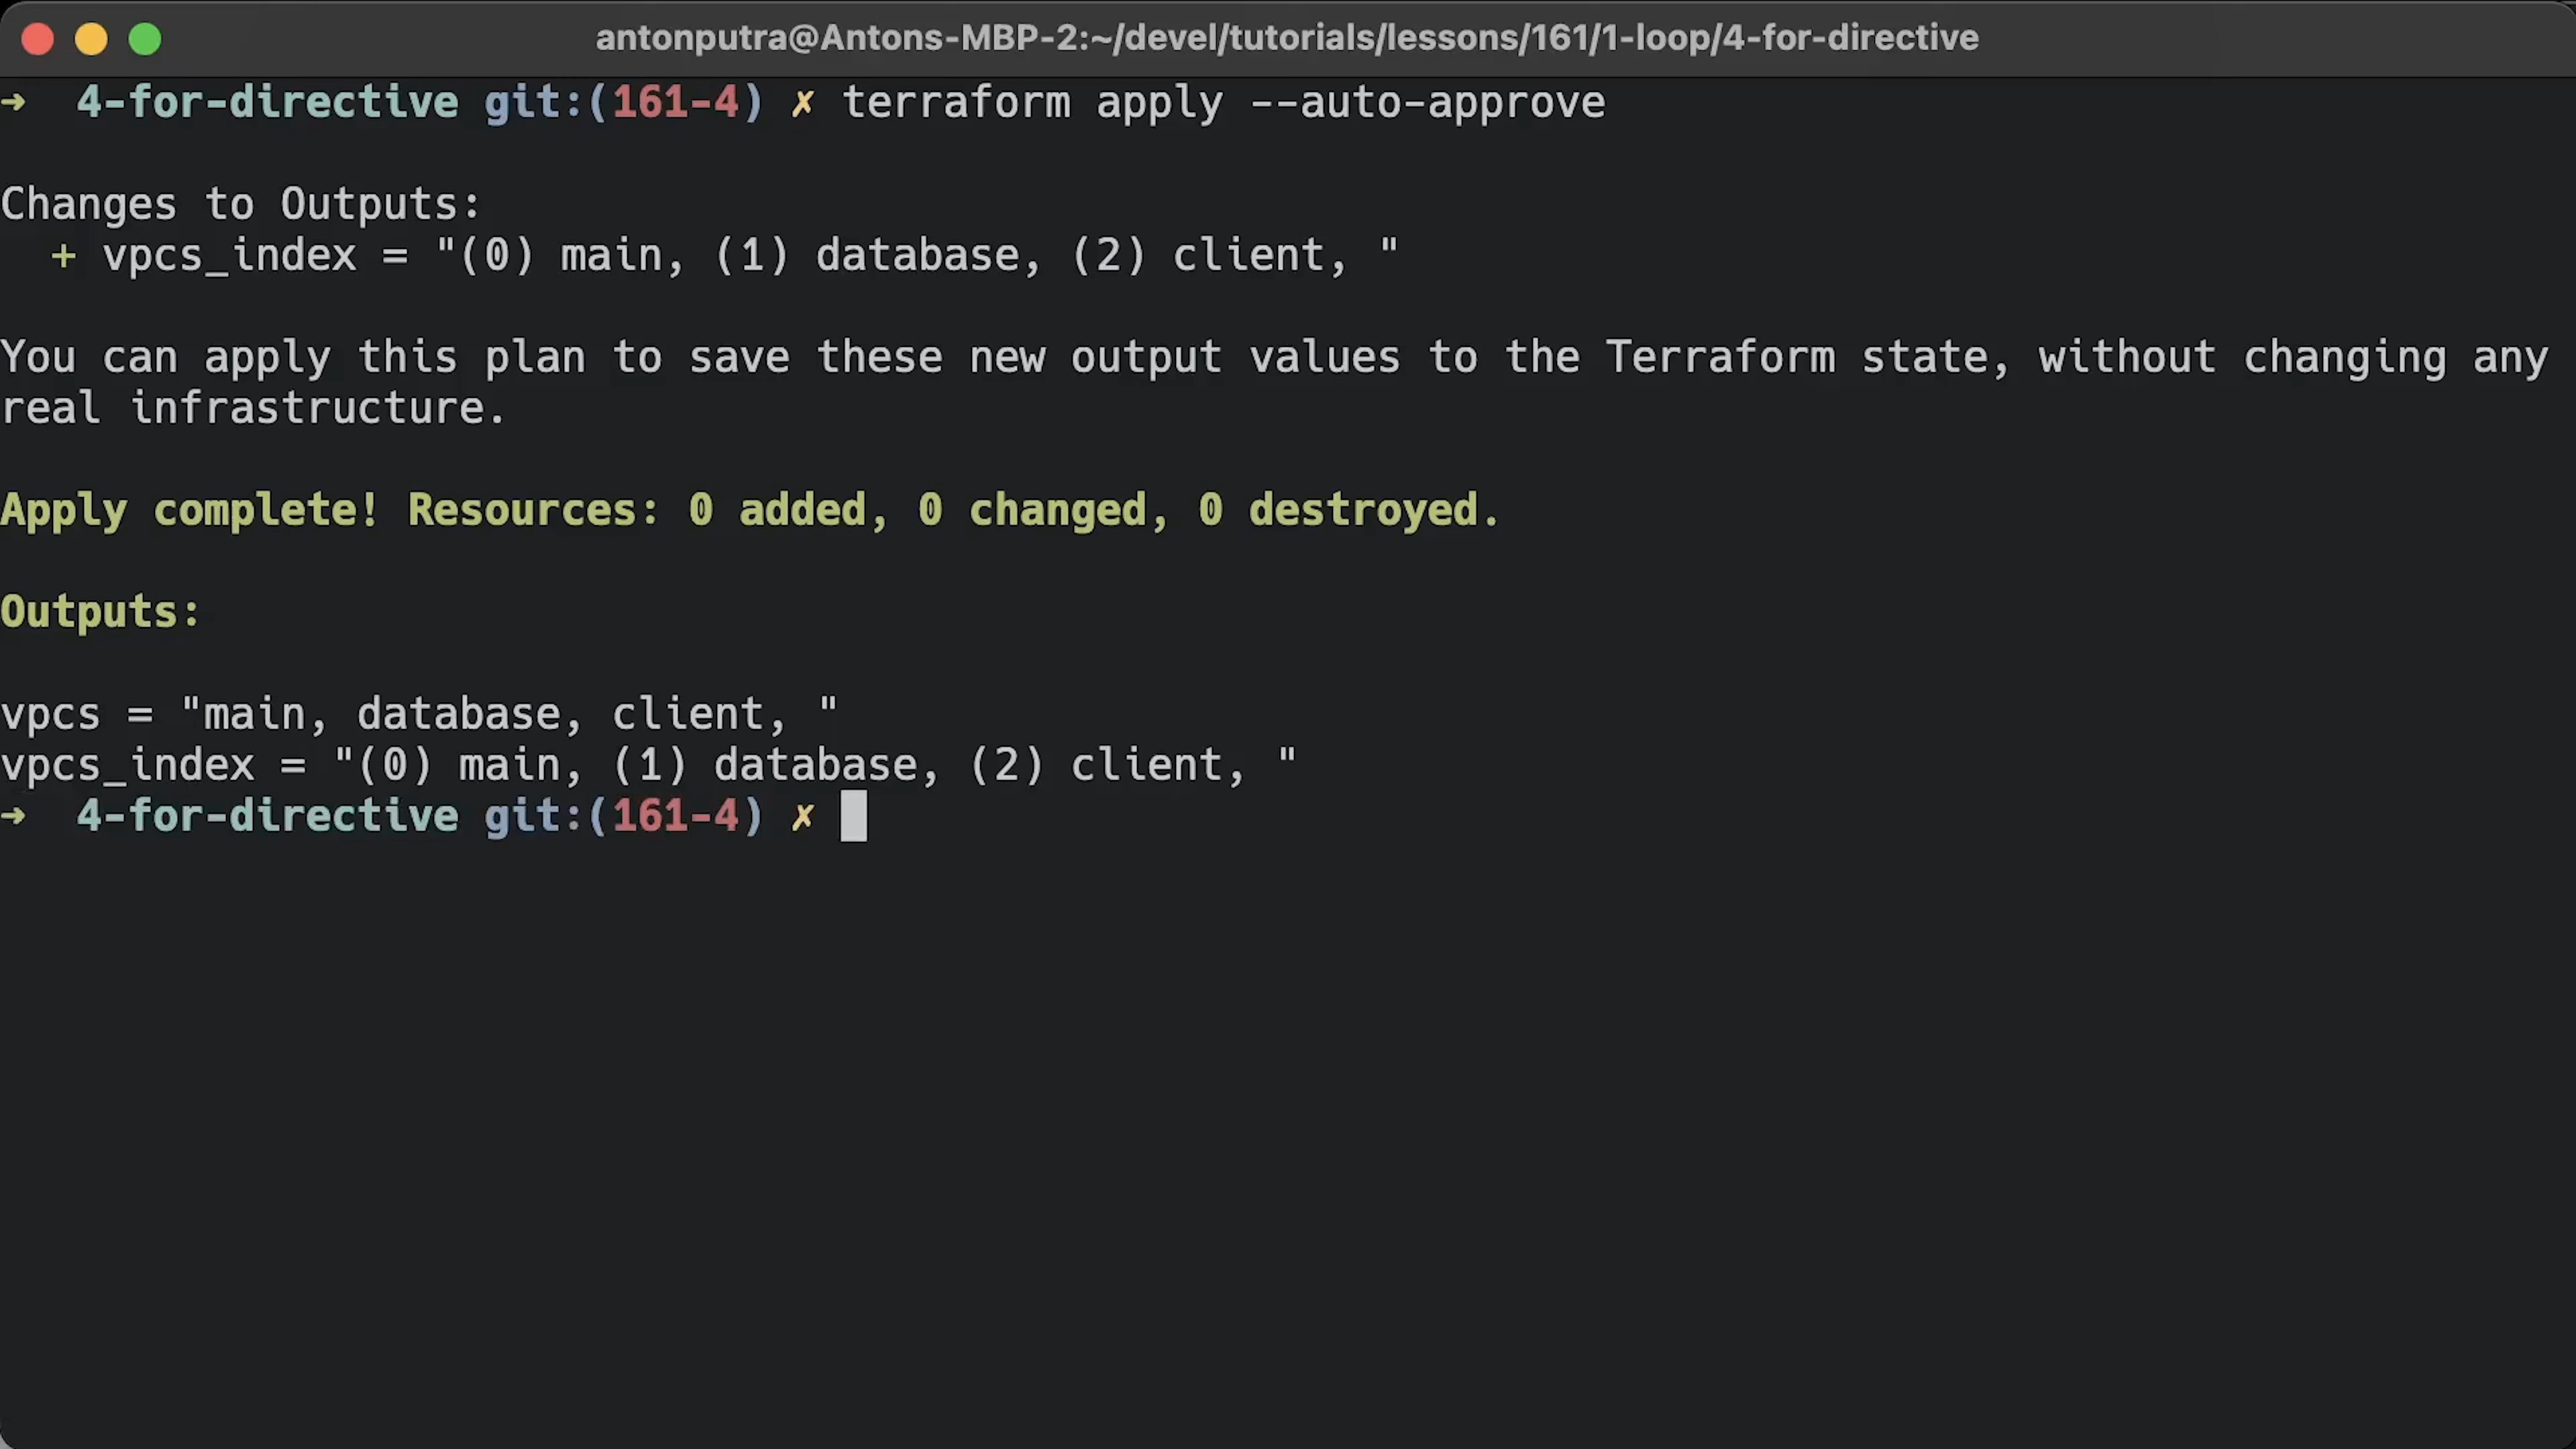 antonputra@Antons-MBP-2:~/devel/tutorials/lessons/161/1-loop/4-for-directive
➜  4-for-directive git:(161-4) ✗ terraform apply --auto-approve
Changes to Outputs:
  + vpcs_index = "(0) main, (1) database, (2) client, "
You can apply this plan to save these new output values to the Terraform state, without changing any
real infrastructure.
Apply complete! Resources: 0 added, 0 changed, 0 destroyed.
Outputs:
vpcs = "main, database, client, "
vpcs_index = "(0) main, (1) database, (2) client, "
➜  4-for-directive git:(161-4) ✗